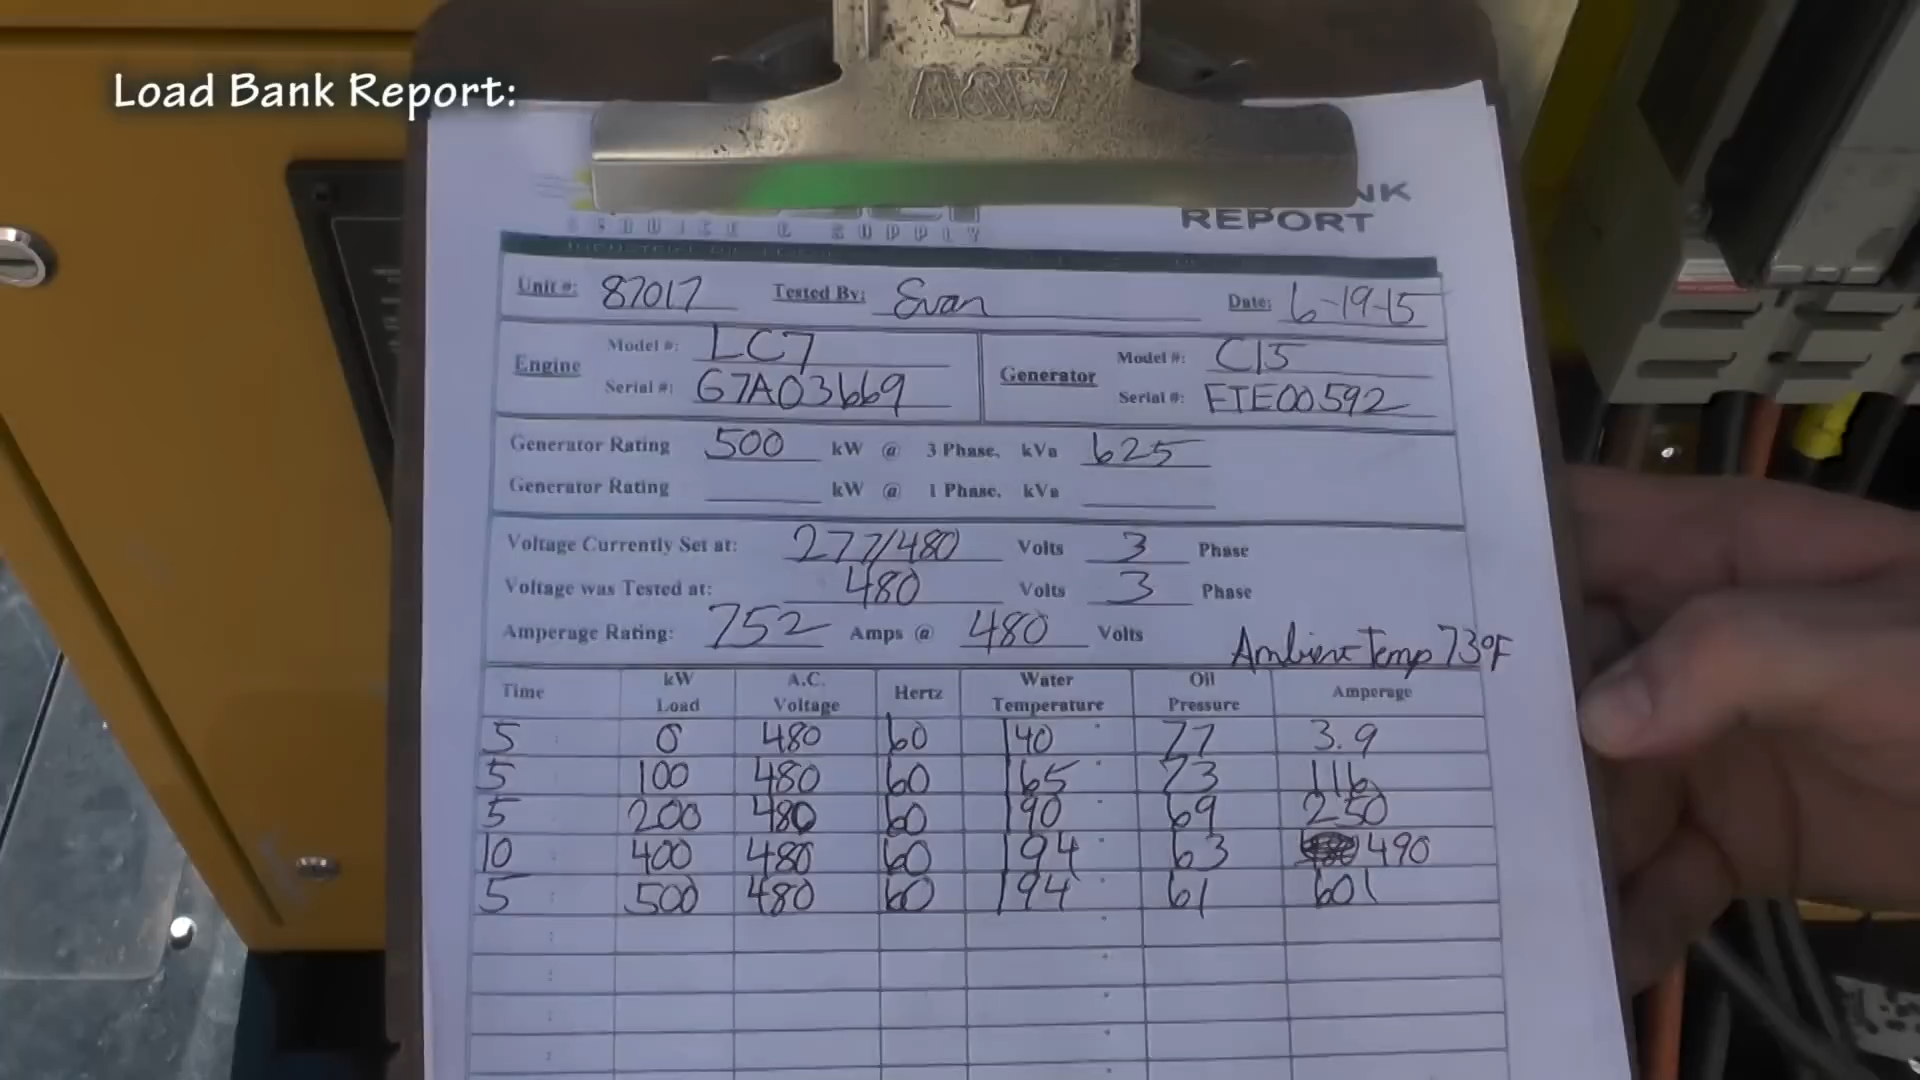 Load Bank Report:
A&W
NK
REPORT
SERVICE & SUPPLY
Unit #: 87017 Tested By: Evan Date: 6-19-15
Engine Model #: LC7 Generator Model #: C15
Serial #: G7A03669 Serial #: FTE00592
Generator Rating 500 kW @ 3 Phase, kVa 625
Generator Rating kW @ 1 Phase, kVa
Voltage Currently Set at: 277/480 Volts 3 Phase
Voltage was Tested at: 480 Volts 3 Phase
Amperage Rating: 752 Amps @ 480 Volts
Ambient Temp 73°F
Time kW Load A.C. Voltage Hertz Water Temperature Oil Pressure Amperage
5 0 480 60 140 77 3.9
5 100 480 60 165 73 116
5 200 480 60 190 69 250
10 400 480 60 194 63 490
5 500 480 60 194 61 601